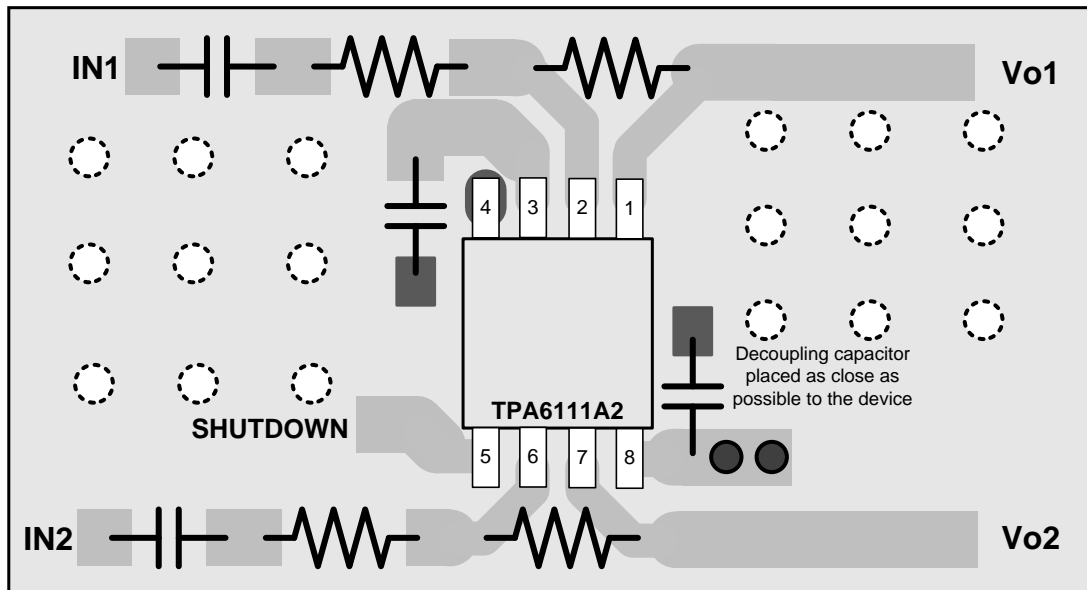 IN1
Vo1
4
3
2
1
Decoupling capacitor
placed as close as
possible to the device
TPA6111A2
SHUTDOWN
5
6
7
8
IN2
Vo2